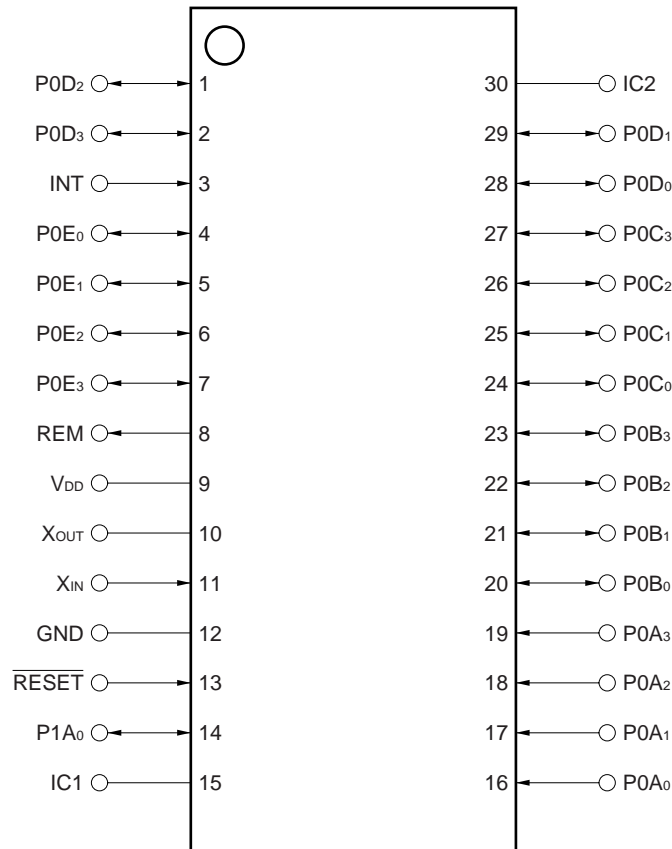 P0D₂ 1 30 IC2
P0D₃ 2 29 P0D₁
INT 3 28 P0D₀
P0E₀ 4 27 P0C₃
P0E₁ 5 26 P0C₂
P0E₂ 6 25 P0C₁
P0E₃ 7 24 P0C₀
REM 8 23 P0B₃
VDD 9 22 P0B₂
XOUT 10 21 P0B₁
XIN 11 20 P0B₀
GND 12 19 P0A₃
R̅E̅S̅E̅T̅ 13 18 P0A₂
P1A₀ 14 17 P0A₁
IC1 15 16 P0A₀